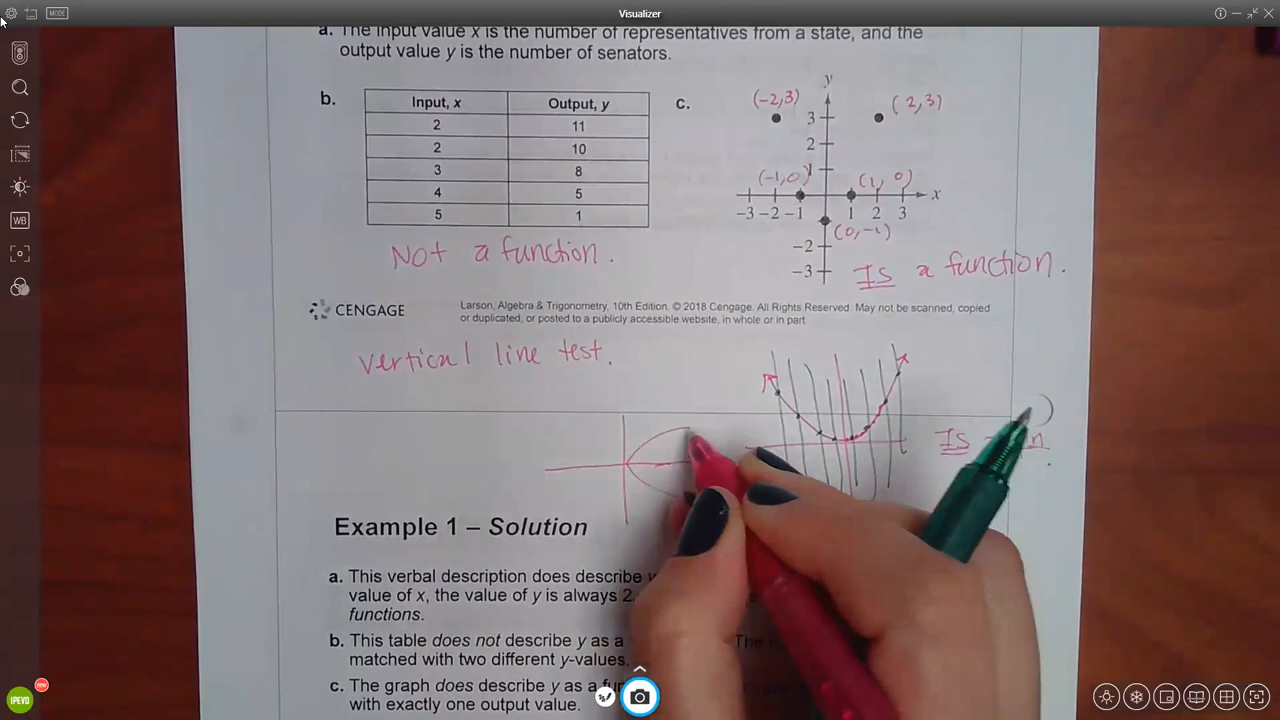 MODE
Visualizer
a. The input value x is the number of representatives from a state, and the
output value y is the number of senators.
b.
Input, x Output, y
2 11
2 10
3 8
4 5
5 1
Not a function.
c.
y
(-2,3)
(2,3)
3
2
1
(-1,0)
(1, 0)
x
-3 -2 -1 1 2 3
(0,-1)
-2
-3
IS a function.
CENGAGE
Larson, Algebra & Trigonometry, 10th Edition. © 2018 Cengage. All Rights Reserved. May not be scanned, copied
or duplicated, or posted to a publicly accessible website, in whole or in part.
vertical line test.
IS
Example 1 – Solution
a. This verbal description does describe
value of x, the value of y is always 2.
functions.
b. This table does not describe y as a
matched with two different y-values.
c. The graph does describe y as a
with exactly one output value.
IPEVO